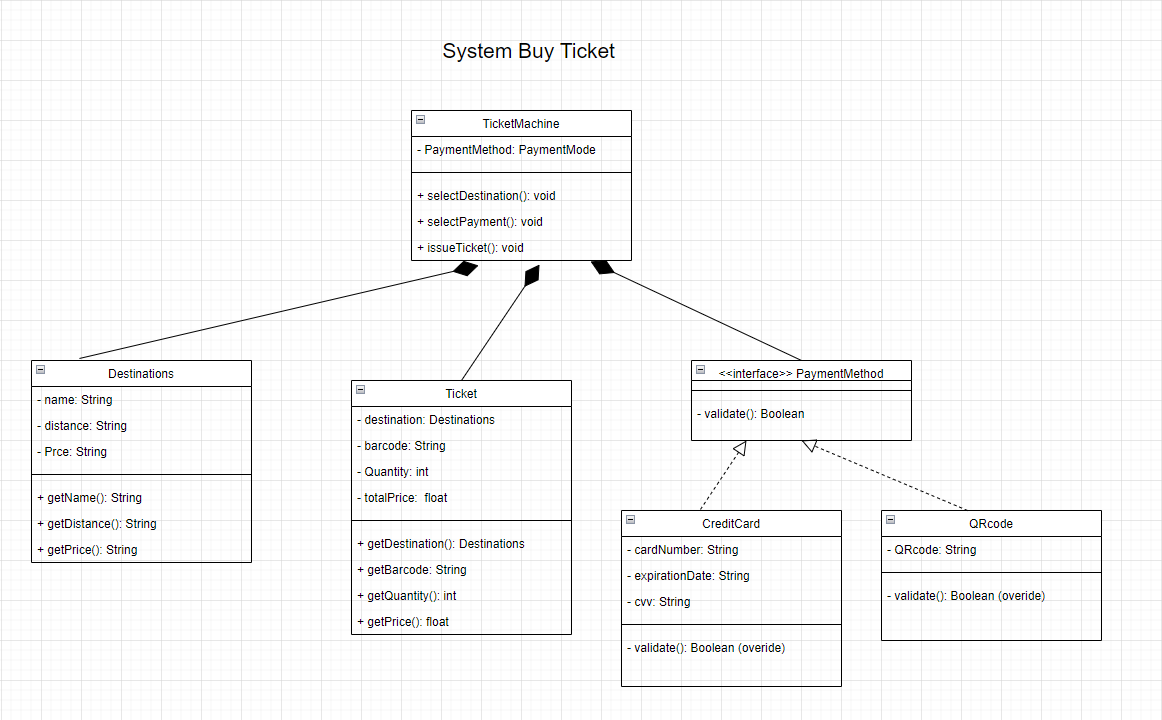 System Buy Ticket
TicketMachine
- PaymentMethod: PaymentMode
+ selectDestination(): void
+ selectPayment(): void
+ issueTicket(): void
Destinations
- name: String
- distance: String
- Prce: String
+ getName(): String
+ getDistance(): String
+ getPrice(): String
Ticket
- destination: Destinations
- barcode: String
- Quantity: int
- totalPrice:  float
+ getDestination(): Destinations
+ getBarcode: String
+ getQuantity(): int
+ getPrice(): float
<<interface>> PaymentMethod
- validate(): Boolean
CreditCard
- cardNumber: String
- expirationDate: String
- cvv: String
- validate(): Boolean (overide)
QRcode
- QRcode: String
- validate(): Boolean (overide)